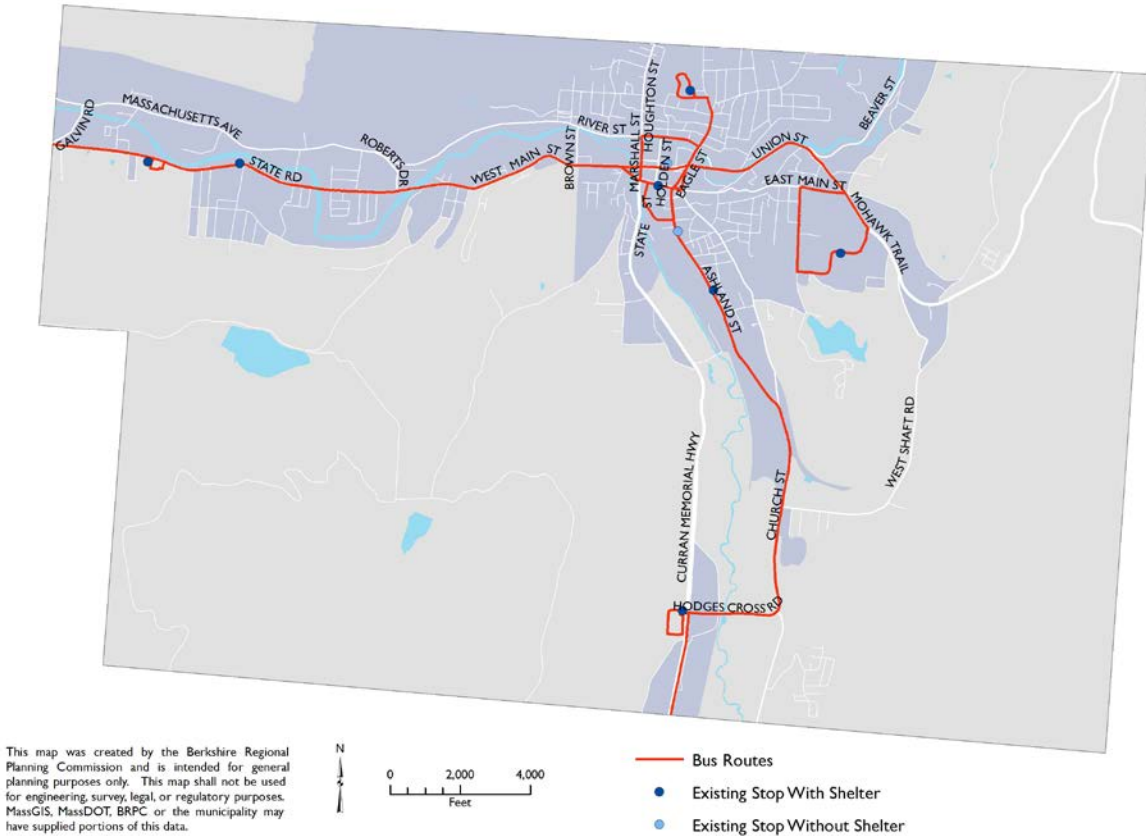 GALVIN RD
MASSACHUSETTS AVE
STATE RD
ROBERTS DR
WEST MAIN ST
BROWN ST
RIVER ST
MARSHALL ST
HOUGHTON ST
HOLDEN ST
EAGLE ST
UNION ST
BEAVER ST
EAST MAIN ST
MOHAWK TRAIL
STATE ST
ASHLAND ST
CURRAN MEMORIAL HWY
CHURCH ST
WEST SHAFT RD
HODGES CROSS RD
This map was created by the Berkshire Regional
Planning Commission and is intended for general
planning purposes only. This map shall not be used
for engineering, survey, legal, or regulatory purposes.
MassGIS, MassDOT, BRPC or the municipality may
have supplied portions of this data.
N
0 2,000 4,000
Feet
Bus Routes
Existing Stop With Shelter
Existing Stop Without Shelter